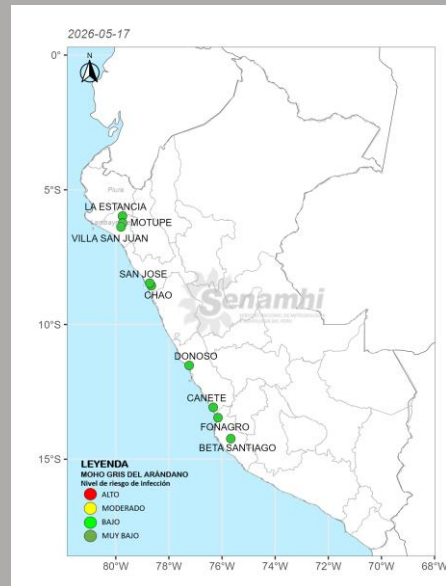 2026-05-17
N
0°
5°S
Piura
LA ESTANCIA
MOTUPE
VILLA SAN JUAN
SAN JOSE
CHAO
Senamhi
10°S
DONOSO
CANETE
FONAGRO
BETA SANTIAGO
15°S
LEYENDA
MOHO GRIS DEL ARÁNDANO
Nivel de riesgo de infección
ALTO
MODERADO
BAJO
MUY BAJO
80°W 78°W 76°W 74°W 72°W 70°W 68°W